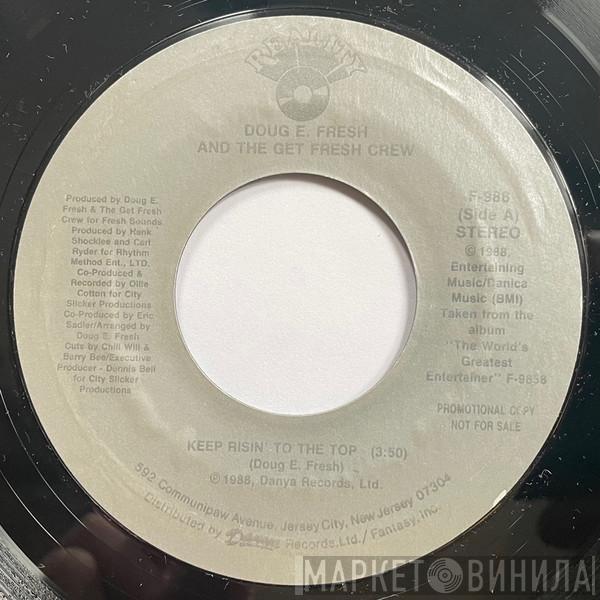 REALITY
DOUG E. FRESH
AND THE GET FRESH CREW
Produced by Doug E.
Fresh & The Get Fresh
Crew for Fresh Sounds
Produced by Hank
Shocklee and Carl
Ryder for Rhythm
Method Ent., LTD.
Co-Produced &
Recorded by Ollie
Cotton for City
Slicker Productions
Co-Produced by Eric
Sadler/Arranged by
Doug E. Fresh
Cuts by Chill Will &
Barry Bee/Executive
Producer - Dennis Bell
for City Slicker
Productions
F-986
(Side A)
STEREO
© 1988,
Entertaining
Music/Danica
Music (BMI)
Taken from the
album
"The World's
Greatest
Entertainer" F-9658
PROMOTIONAL COPY
NOT FOR SALE
KEEP RISIN' TO THE TOP (3:50)
(Doug E. Fresh)
© 1988, Danya Records, Ltd.
592 Communipaw Avenue, Jersey City, New Jersey 07304
Distributed by Danya Records,Ltd./ Fantasy, Inc.
МАРКЕТ ВИНИЛА